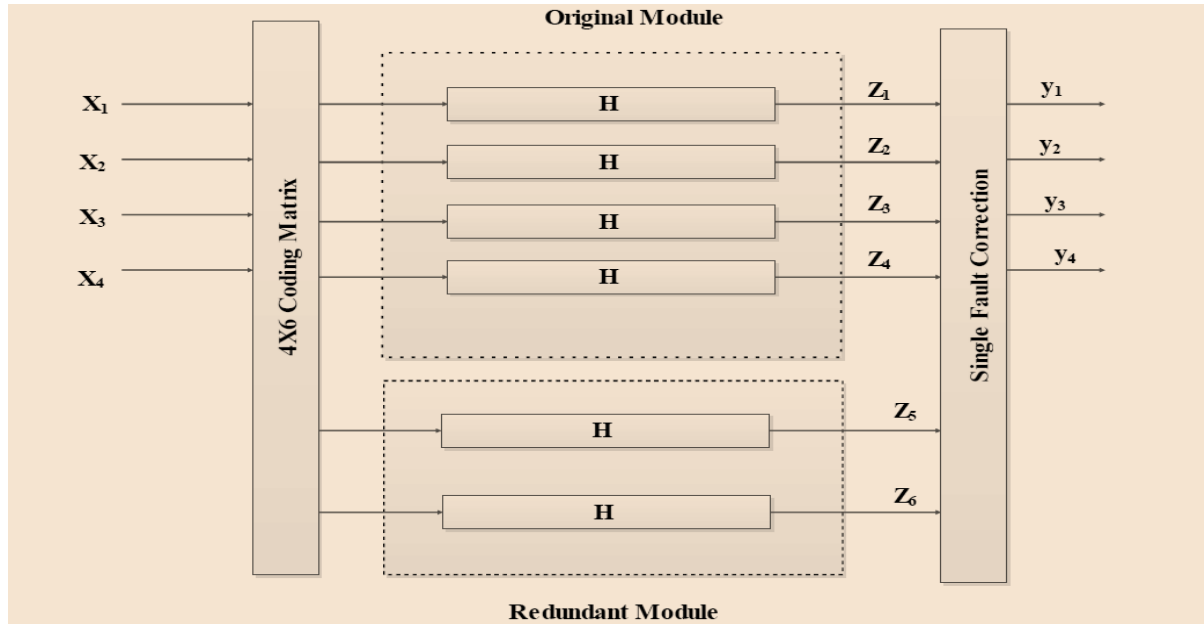 Original Module
X₁
X₂
X₃
X₄
4X6 Coding Matrix
H
H
H
H
H
H
Z₁
Z₂
Z₃
Z₄
Z₅
Z₆
Single Fault Correction
y₁
y₂
y₃
y₄
Redundant Module